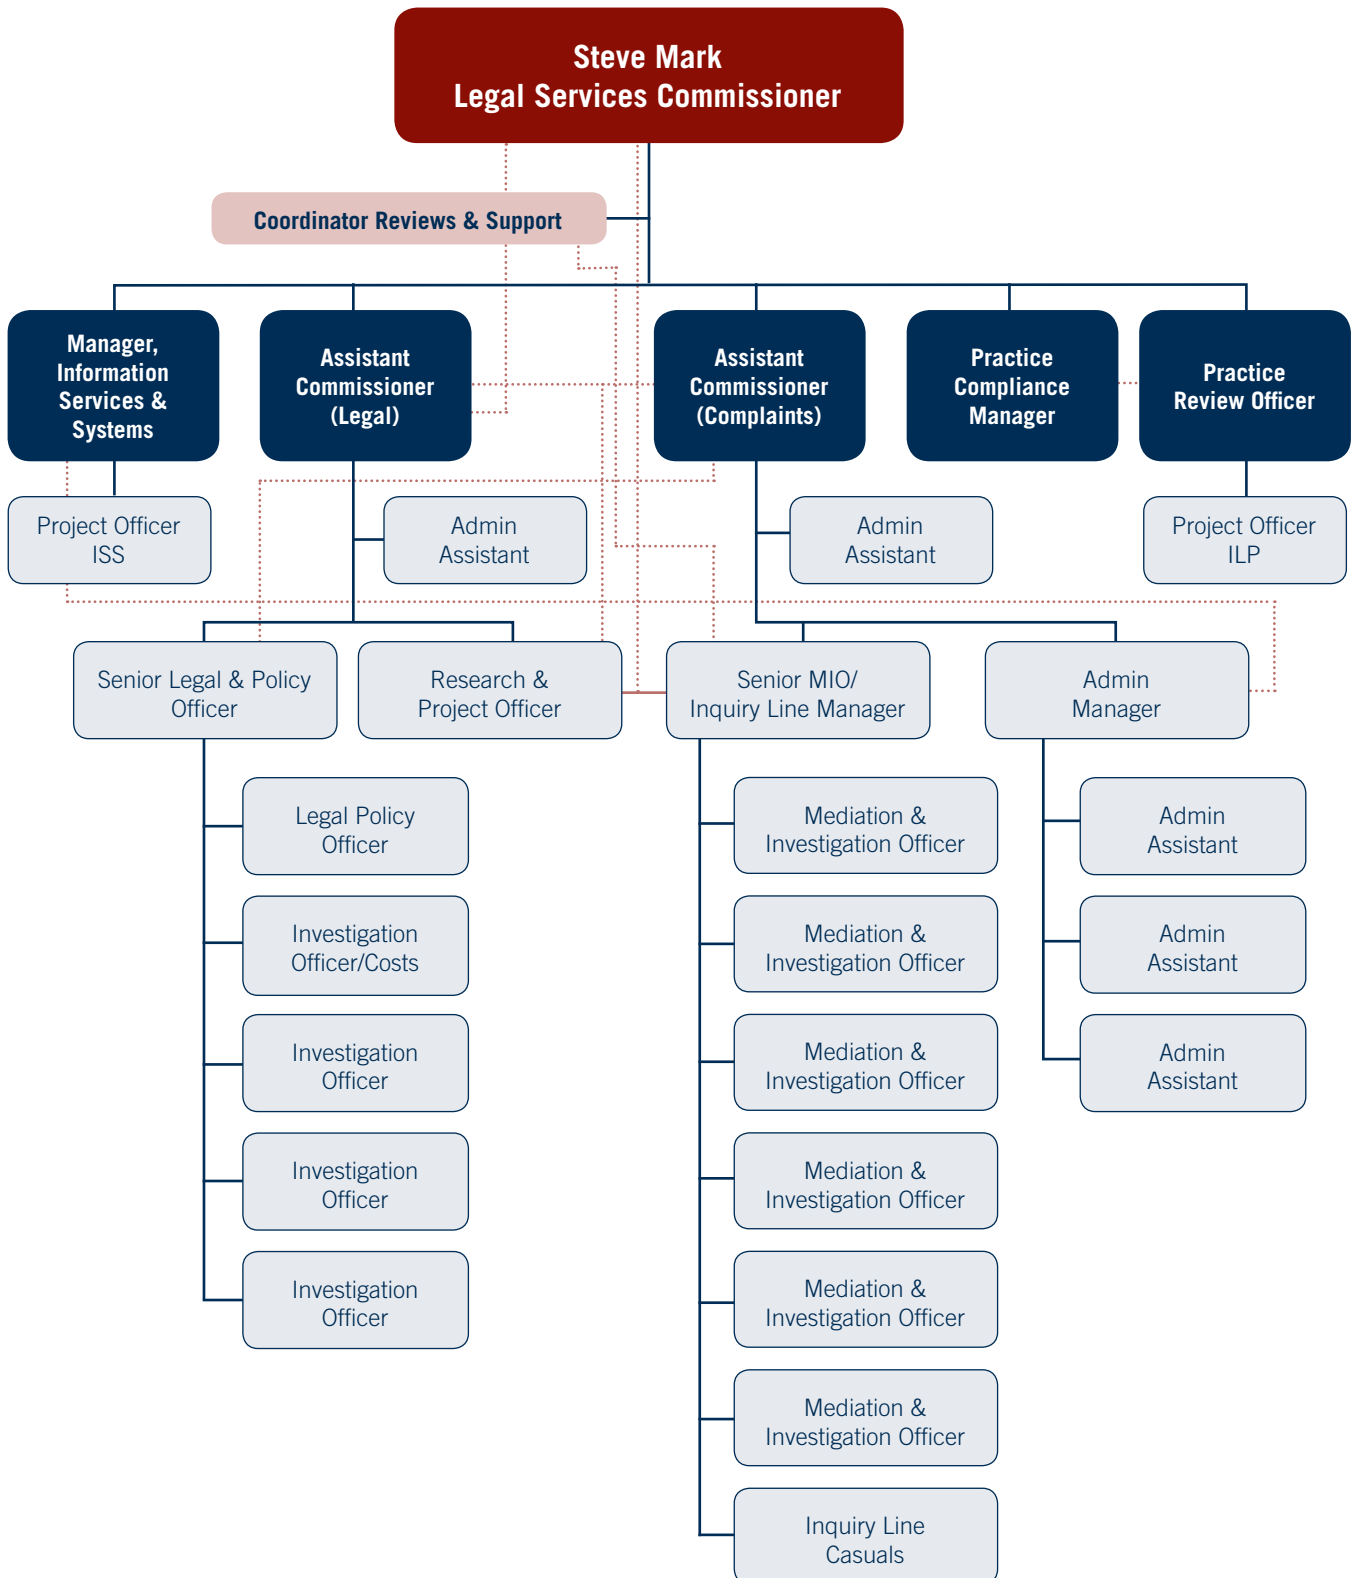 Steve Mark
Legal Services Commissioner
Coordinator Reviews & Support
Manager,
Information
Services &
Systems
Assistant
Commissioner
(Legal)
Assistant
Commissioner
(Complaints)
Practice
Compliance
Manager
Practice
Review Officer
Project Officer
ISS
Admin
Assistant
Admin
Assistant
Project Officer
ILP
Senior Legal & Policy
Officer
Research &
Project Officer
Senior MIO/
Inquiry Line Manager
Admin
Manager
Legal Policy
Officer
Investigation
Officer/Costs
Investigation
Officer
Investigation
Officer
Investigation
Officer
Mediation &
Investigation Officer
Mediation &
Investigation Officer
Mediation &
Investigation Officer
Mediation &
Investigation Officer
Mediation &
Investigation Officer
Mediation &
Investigation Officer
Inquiry Line
Casuals
Admin
Assistant
Admin
Assistant
Admin
Assistant